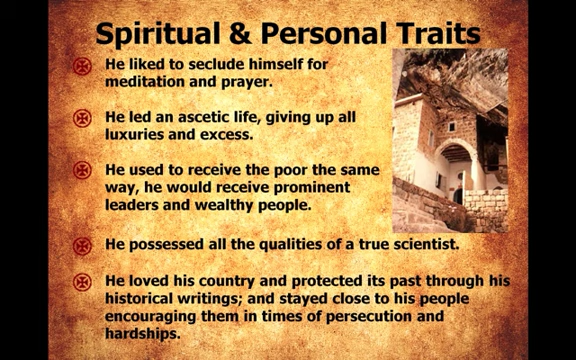 Spiritual & Personal Traits
He liked to seclude himself for
meditation and prayer.
He led an ascetic life, giving up all
luxuries and excess.
He used to receive the poor the same
way, he would receive prominent
leaders and wealthy people.
He possessed all the qualities of a true scientist.
He loved his country and protected its past through his
historical writings; and stayed close to his people
encouraging them in times of persecution and
hardships.